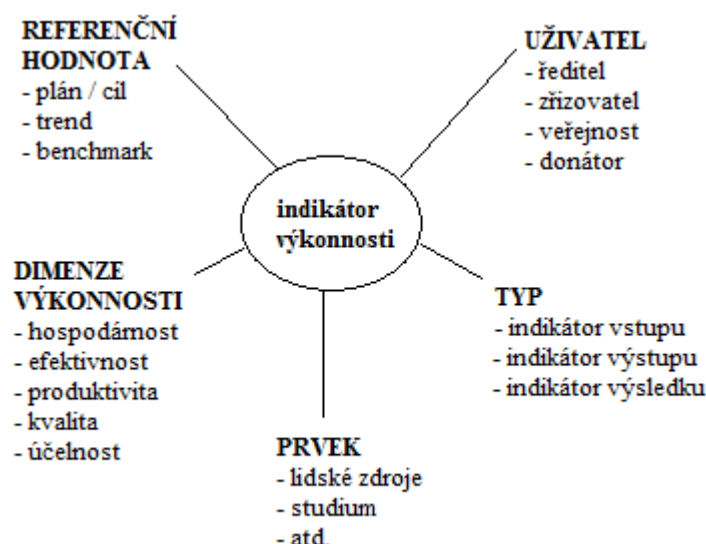 REFERENČNÍ
HODNOTA
- plán / cíl
- trend
- benchmark
UŽIVATEL
- ředitel
- zřizovatel
- veřejnost
- donátor
indikátor
výkonnosti
DIMENZE
VÝKONNOSTI
- hospodárnost
- efektivnost
- produktivita
- kvalita
- účelnost
TYP
- indikátor vstupu
- indikátor výstupu
- indikátor výsledku
PRVEK
- lidské zdroje
- studium
- atd.